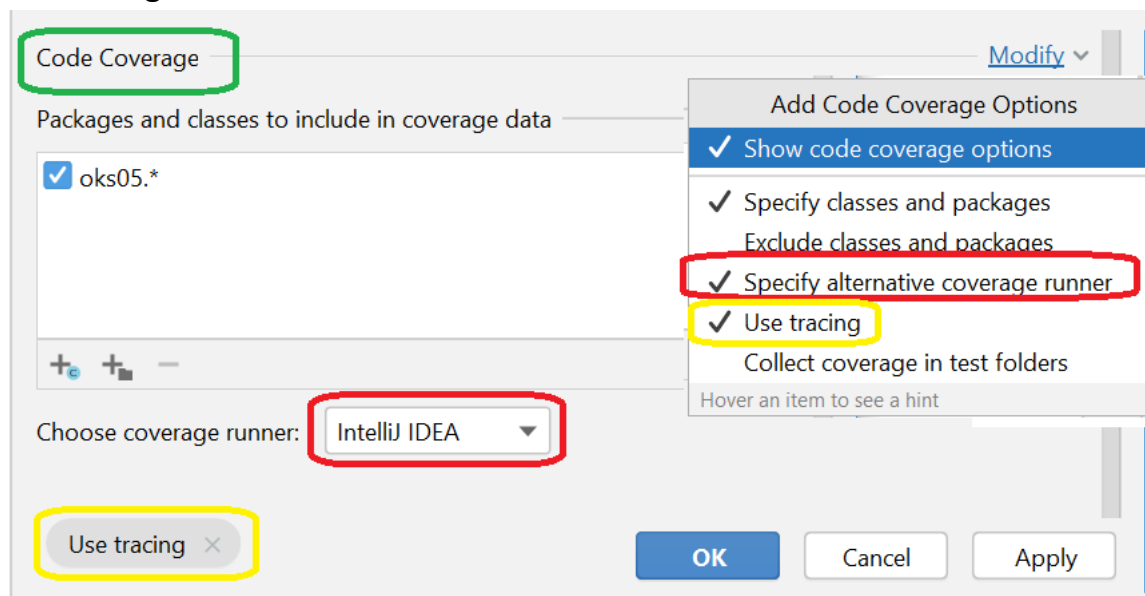 Code Coverage
Modify
Packages and classes to include in coverage data
oks05.*
Add Code Coverage Options
Show code coverage options
Specify classes and packages
Exclude classes and packages
Specify alternative coverage runner
Use tracing
Collect coverage in test folders
Hover an item to see a hint
Choose coverage runner: IntelliJ IDEA
Use tracing
OK Cancel Apply